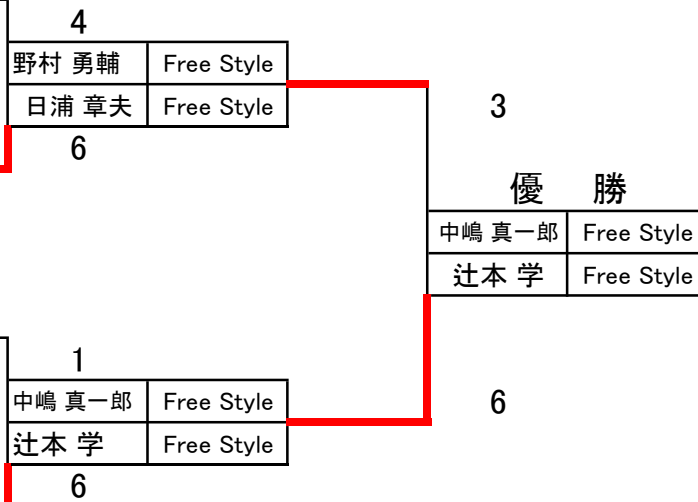 4
野村 勇輔 Free Style
日浦 章夫 Free Style
6
3
優 勝
中嶋 真一郎 Free Style
辻本 学 Free Style
1
中嶋 真一郎 Free Style
辻本 学 Free Style
6
6